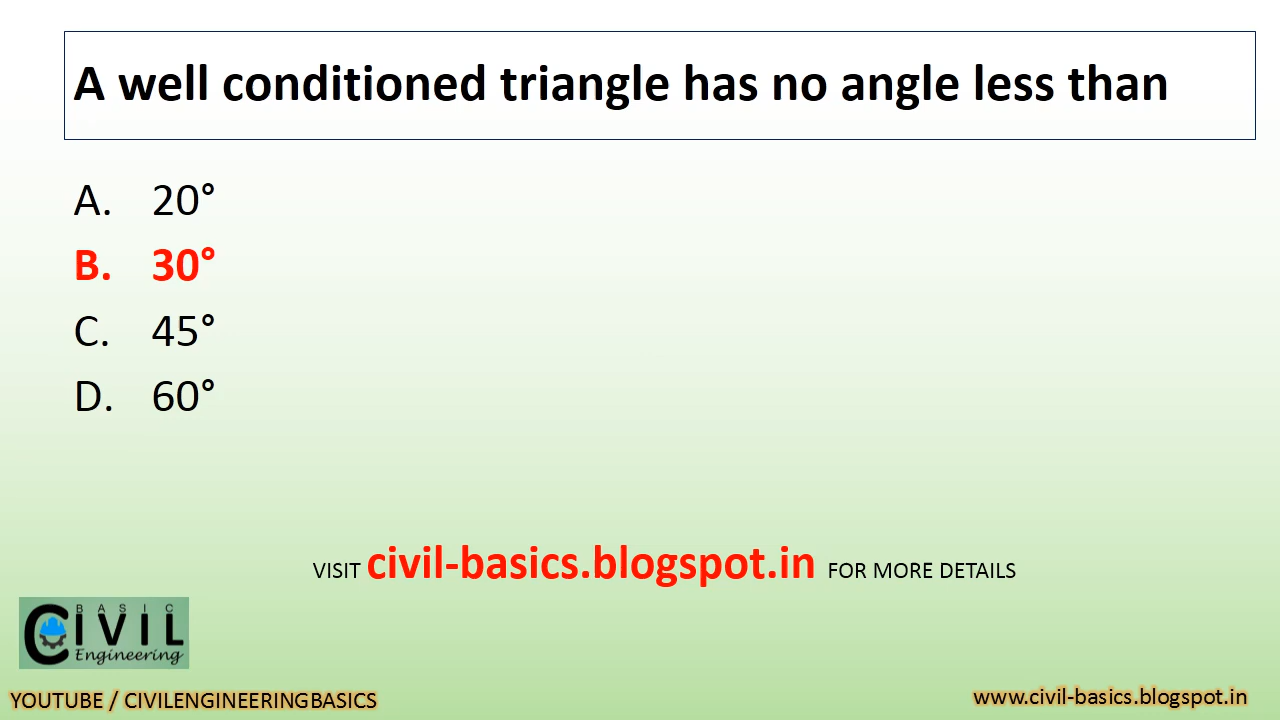 A well conditioned triangle has no angle less than
A. 20°
B. 30°
C. 45°
D. 60°
VISIT civil-basics.blogspot.in FOR MORE DETAILS
BASIC
CIVIL
Engineering
YOUTUBE / CIVILENGINEERINGBASICS
www.civil-basics.blogspot.in